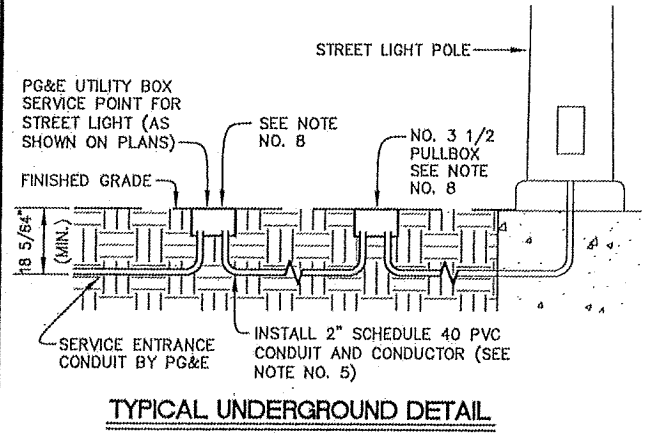 STREET LIGHT POLE
PG&E UTILITY BOX
SERVICE POINT FOR
STREET LIGHT (AS
SHOWN ON PLANS)
SEE NOTE
NO. 8
NO. 3 1/2
PULLBOX
SEE NOTE
NO. 8
FINISHED GRADE
18 5/64"
(MIN.)
SERVICE ENTRANCE
CONDUIT BY PG&E
INSTALL 2" SCHEDULE 40 PVC
CONDUIT AND CONDUCTOR (SEE
NOTE NO. 5)
TYPICAL UNDERGROUND DETAIL